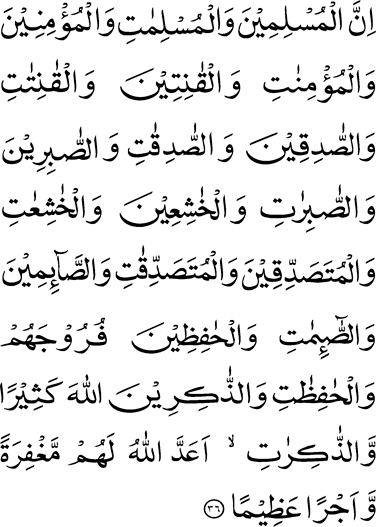 اِنَّ الْمُسْلِمِيْنَ وَالْمُسْلِمٰتِ وَالْمُؤْمِنِيْنَ
وَالْمُؤْمِنٰتِ وَالْقٰنِتِيْنَ وَالْقٰنِتٰتِ
وَالصّٰدِقِيْنَ وَالصّٰدِقٰتِ وَالصّٰبِرِيْنَ
وَالصّٰبِرٰتِ وَالْخٰشِعِيْنَ وَالْخٰشِعٰتِ
وَالْمُتَصَدِّقِيْنَ وَالْمُتَصَدِّقٰتِ وَالصَّآئِمِيْنَ
وَالصّٰٓئِمٰتِ وَالْحٰفِظِيْنَ فُرُوْجَهُمْ
وَالْحٰفِظٰتِ وَالذّٰكِرِيْنَ اللّٰهَ كَثِيْرًا
وَّالذّٰكِرٰتِ ۙ اَعَدَّ اللّٰهُ لَهُمْ مَّغْفِرَةً
وَّاَجْرًا عَظِيْمًا ۝۳۶